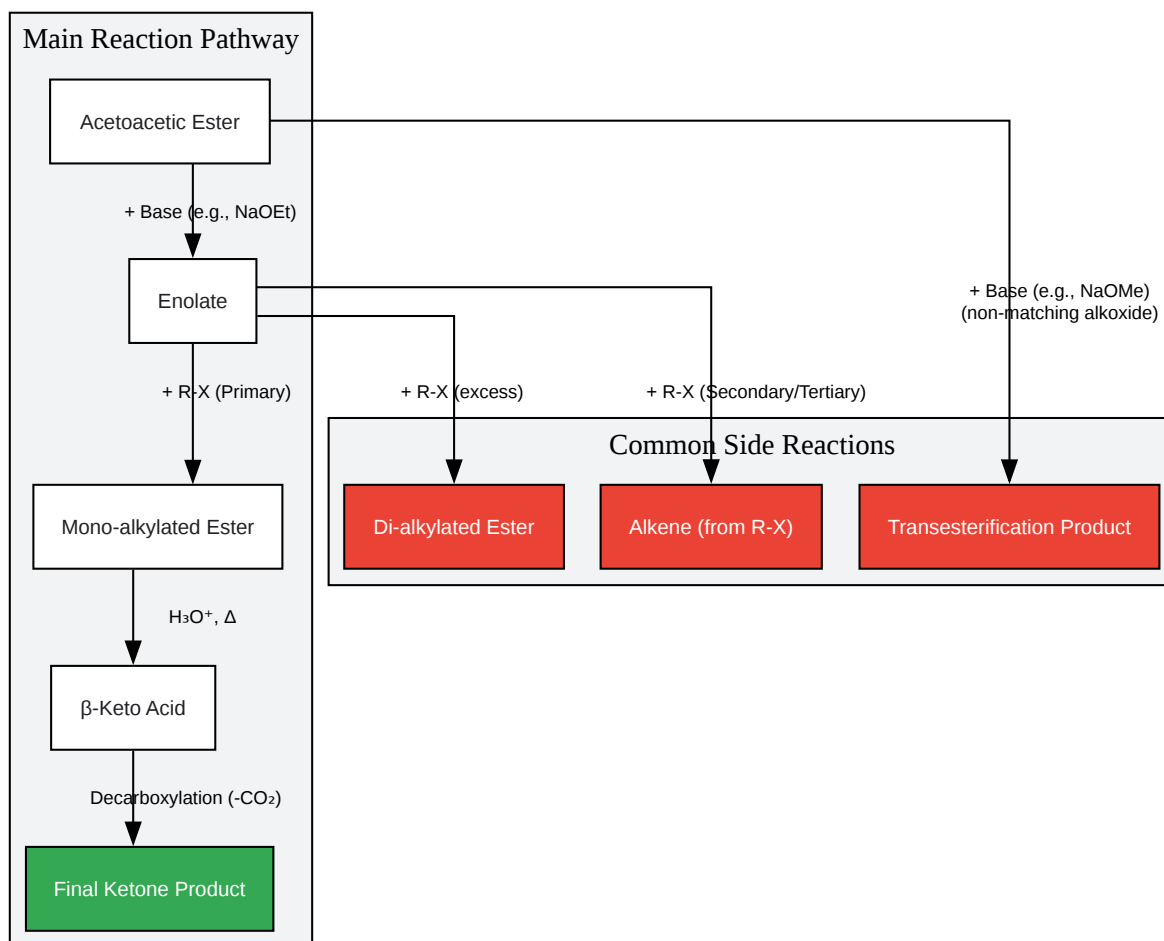 Main Reaction Pathway
Acetoacetic Ester
+ Base (e.g., NaOEt)
Enolate
+ Base (e.g., NaOMe)
(non-matching alkoxide)
+ R-X (Primary)
+ R-X (excess)
+ R-X (Secondary/Tertiary)
Common Side Reactions
Mono-alkylated Ester
Di-alkylated Ester
Alkene (from R-X)
Transesterification Product
H₃O⁺, Δ
β-Keto Acid
Decarboxylation (-CO₂)
Final Ketone Product